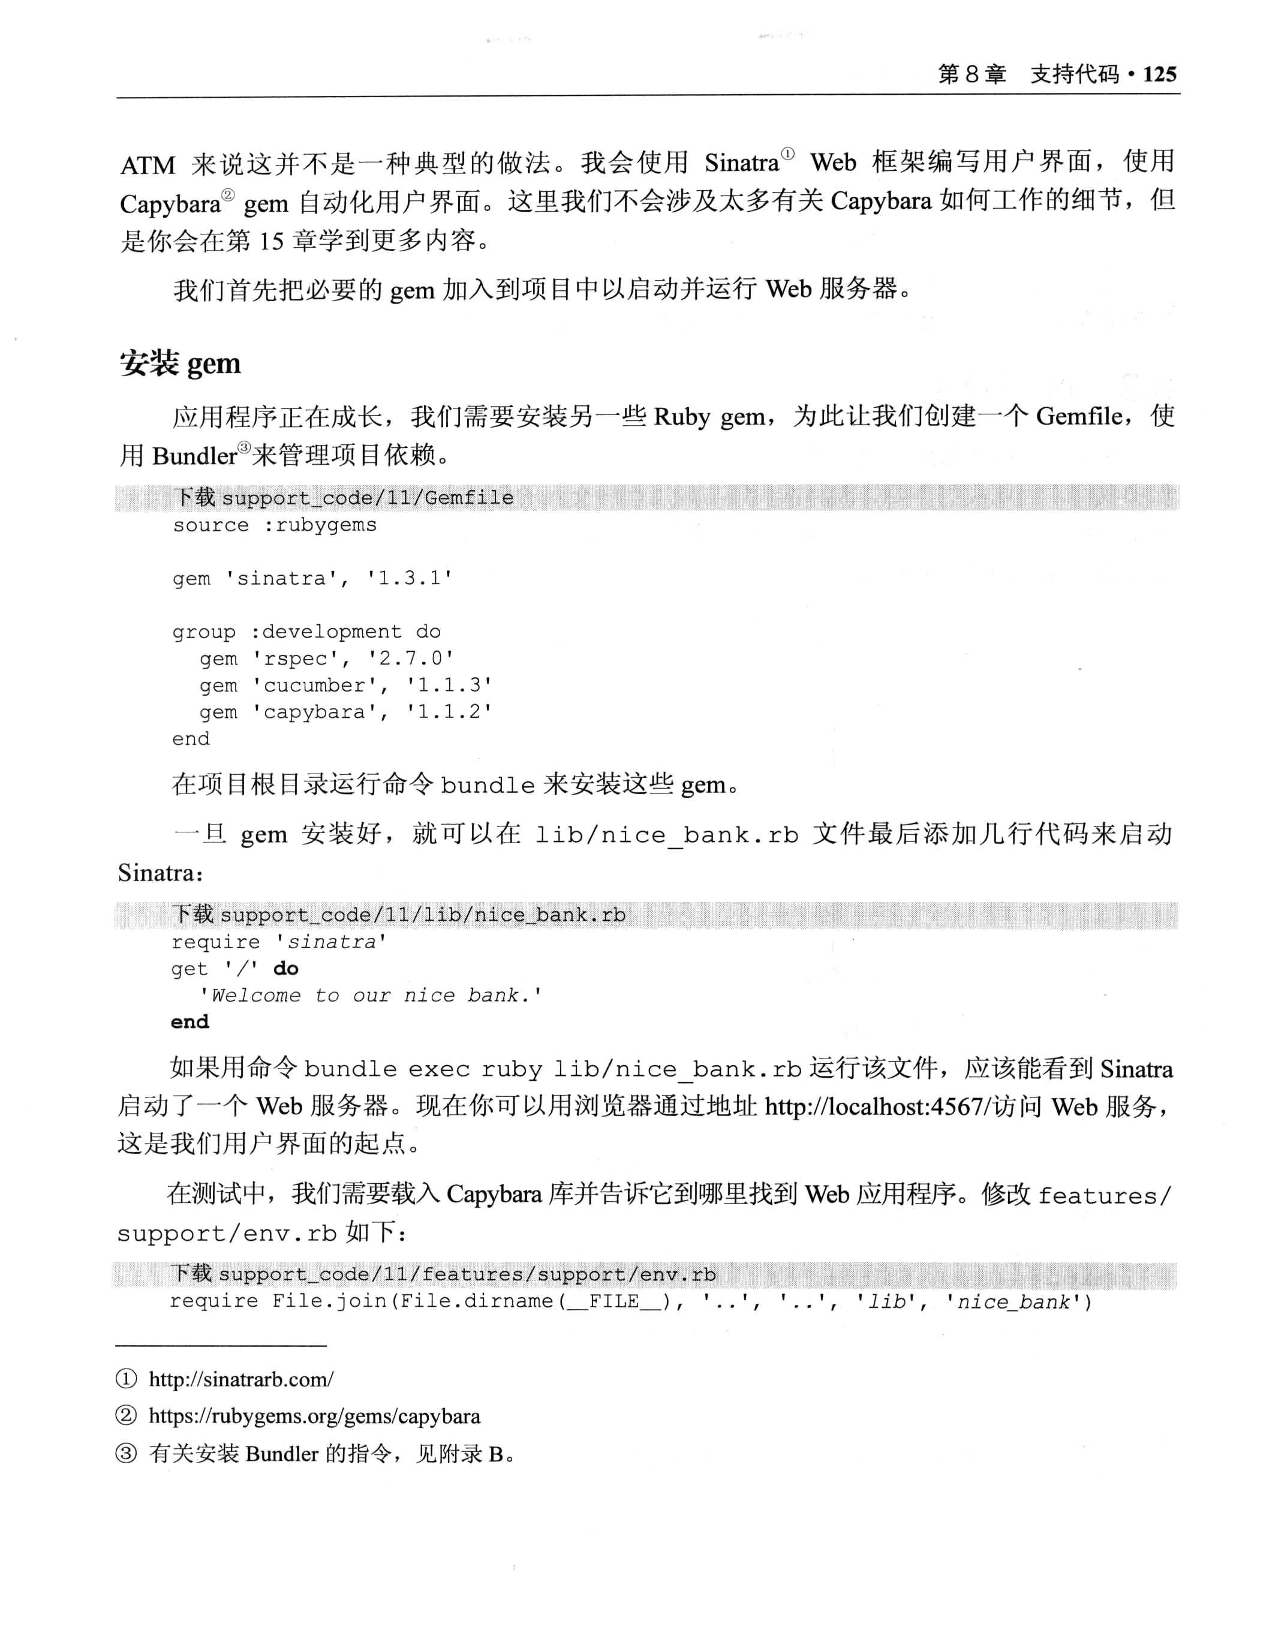 第 8 章 支持代码 • 125
ATM 来说这并不是一种典型的做法。我会使用 Sinatra① Web 框架编写用户界面，使用
Capybara② gem 自动化用户界面。这里我们不会涉及太多有关 Capybara 如何工作的细节，但
是你会在第 15 章学到更多内容。
我们首先把必要的 gem 加入到项目中以启动并运行 Web 服务器。
安装 gem
应用程序正在成长，我们需要安装另一些 Ruby gem，为此让我们创建一个 Gemfile，使
用 Bundler③来管理项目依赖。
下载 support_code/11/Gemfile
source :rubygems
gem 'sinatra', '1.3.1'
group :development do
  gem 'rspec', '2.7.0'
  gem 'cucumber', '1.1.3'
  gem 'capybara', '1.1.2'
end
在项目根目录运行命令 bundle 来安装这些 gem。
一旦 gem 安装好，就可以在 lib/nice_bank.rb 文件最后添加几行代码来启动
Sinatra：
下载 support_code/11/lib/nice_bank.rb
require 'sinatra'
get '/' do
  'Welcome to our nice bank.'
end
如果用命令 bundle exec ruby lib/nice_bank.rb 运行该文件，应该能看到 Sinatra
启动了一个 Web 服务器。现在你可以用浏览器通过地址 http://localhost:4567/访问 Web 服务，
这是我们用户界面的起点。
在测试中，我们需要载入 Capybara 库并告诉它到哪里找到 Web 应用程序。修改 features/
support/env.rb 如下：
下载 support_code/11/features/support/env.rb
require File.join(File.dirname(__FILE__), '..', '..', 'lib', 'nice_bank')
① http://sinatrarb.com/
② https://rubygems.org/gems/capybara
③ 有关安装 Bundler 的指令，见附录 B。